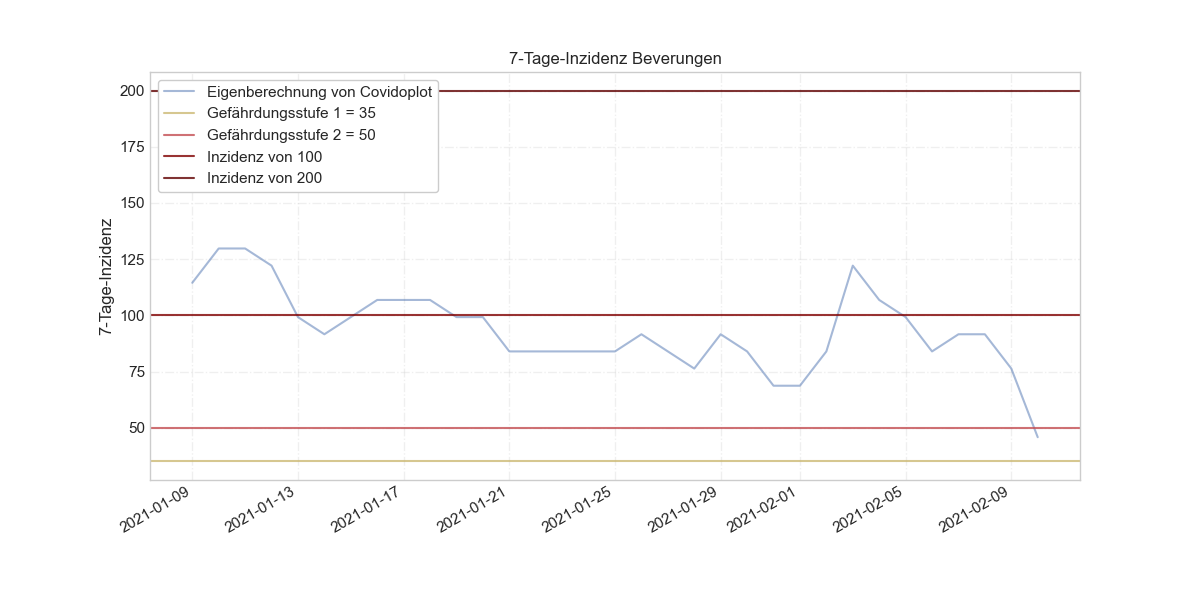 7-Tage-Inzidenz Beverungen
Eigenberechnung von Covidoplot
Gefährdungsstufe 1 = 35
Gefährdungsstufe 2 = 50
Inzidenz von 100
Inzidenz von 200
7-Tage-Inzidenz
200
175
150
125
100
75
50
2021-01-09
2021-01-13
2021-01-17
2021-01-21
2021-01-25
2021-01-29
2021-02-01
2021-02-05
2021-02-09